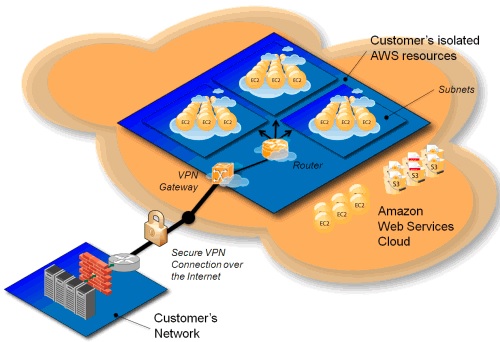 Customer's isolated
AWS resources
Subnets
EC2 EC2 EC2
EC2 EC2 EC2
EC2 EC2 EC2
Router
VPN
Gateway
S3
S3
S3
EC2
EC2
EC2
Amazon
Web Services
Cloud
Secure VPN
Connection over
the Internet
Customer's
Network